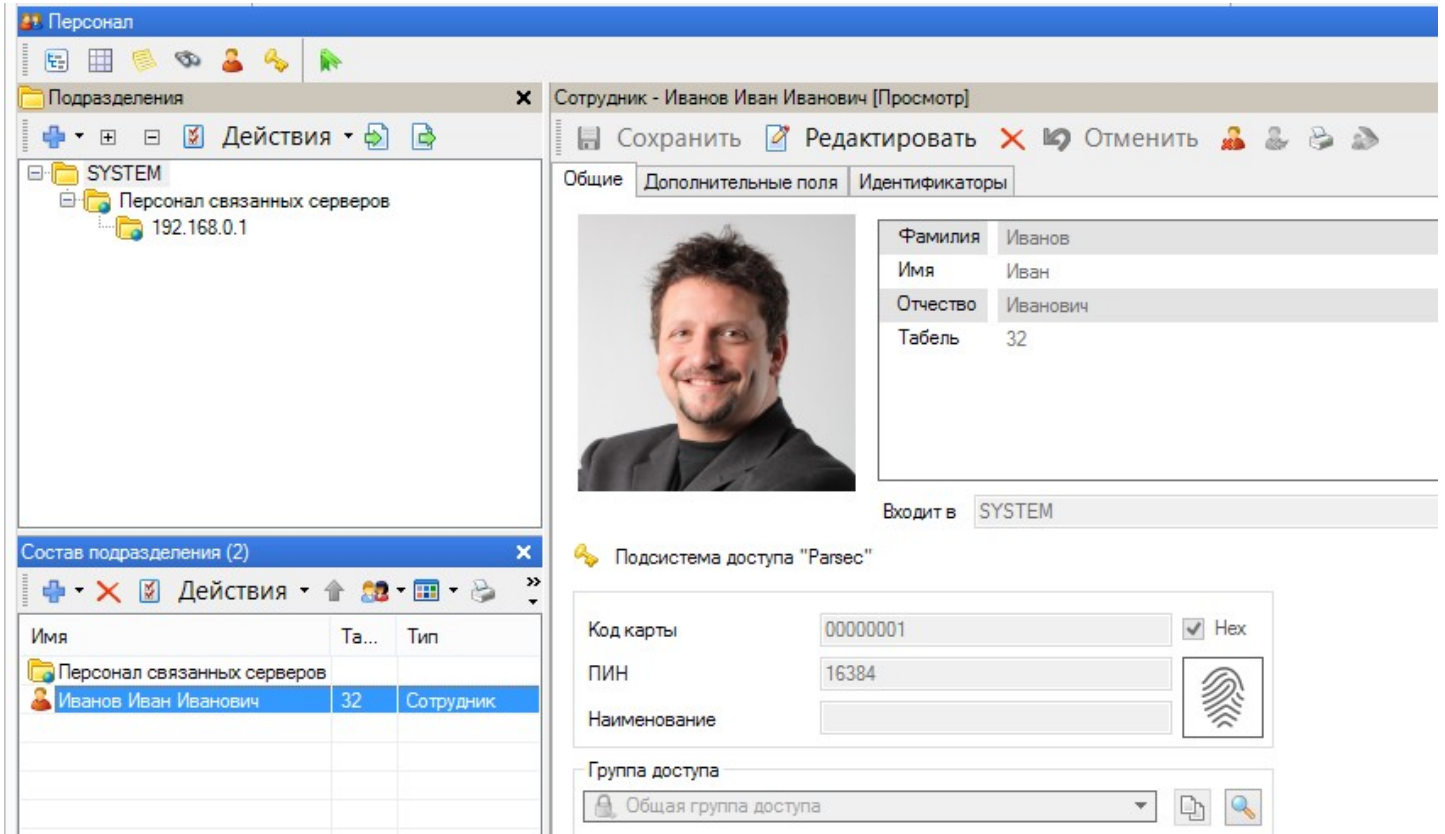 Персонал
Подразделения
Действия
SYSTEM
Персонал связанных серверов
192.168.0.1
Состав подразделения (2)
Действия
Имя Та... Тип
Персонал связанных серверов
Иванов Иван Иванович 32 Сотрудник
Сотрудник - Иванов Иван Иванович [Просмотр]
Сохранить Редактировать Отменить
Общие Дополнительные поля Идентификаторы
Фамилия Иванов
Имя Иван
Отчество Иванович
Табель 32
Входит в SYSTEM
Подсистема доступа "Parsec"
Код карты 00000001 Hex
ПИН 16384
Наименование
Группа доступа
Общая группа доступа